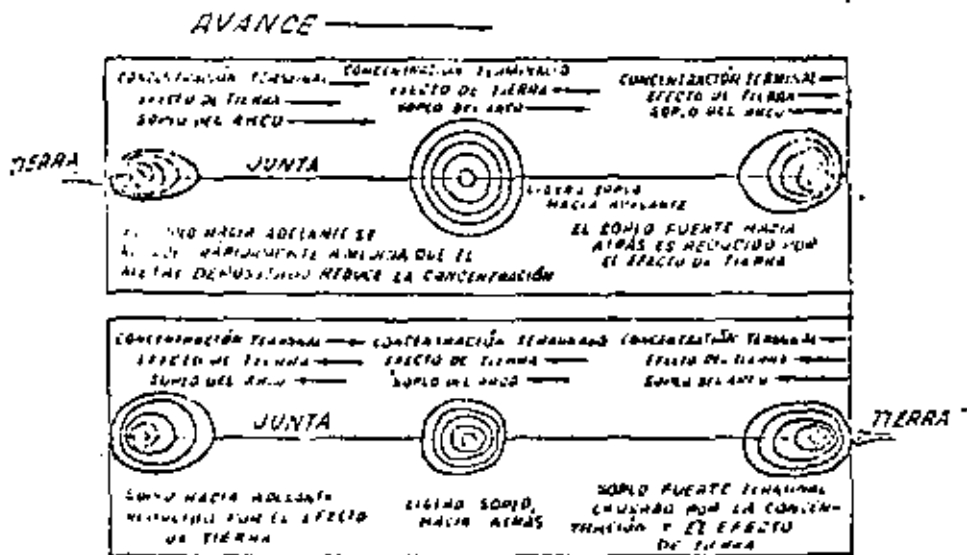 AVANCE
CONCENTRACIÓN TERMINAL
EFECTO DE TIERRA
SOPLO DEL ARCO
CONCENTRACIÓN
EFECTO DE TIERRA
SOPLO DEL ARCO
CONCENTRACIÓN TERMINAL
EFECTO DE TIERRA
SOPLO DEL ARCO
TIERRA
JUNTA
LIGERO SOPLO
HACIA ADELANTE
HACIA ADELANTE SE
RÁPIDAMENTE QUE EL
METAL DEPOSITADO REDUCE LA CONCENTRACIÓN
EL SOPLO FUERTE HACIA
ATRÁS ES REDUCIDO POR
EL EFECTO DE TIERRA
CONCENTRACIÓN TERMINAL
EFECTO DE TIERRA
SOPLO DEL ARCO
CONCENTRACIÓN
EFECTO DE TIERRA
SOPLO DEL ARCO
CONCENTRACIÓN TERMINAL
EFECTO DE TIERRA
SOPLO DEL ARCO
JUNTA
TIERRA
SOPLO HACIA ADELANTE
REDUCIDO POR EL EFECTO
DE TIERRA
LIGERO SOPLO,
HACIA ATRÁS
SOPLO FUERTE TERMINAL
CAUSADO POR LA CONCEN-
TRACIÓN Y EL EFECTO
DE TIERRA